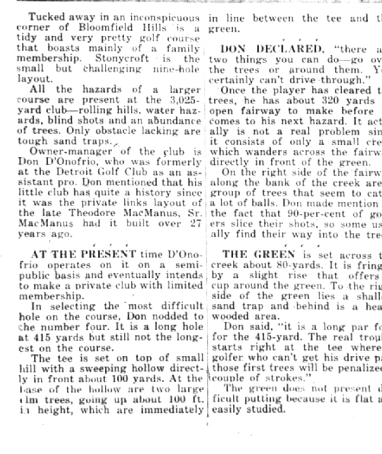 Tucked away in an inconspicuous
corner of Bloomfield Hills is a
tidy and very pretty golf course
that boasts mainly of a family
membership. Stonycroft is the
small but challenging nine-hole
layout.
All the hazards of a larger
course are present at the 3,025-
yard club—rolling hills, water haz-
ards, blind shots and an abundance
of trees. Only obstacle lacking are
tough sand traps.
Owner-manager of the club is
Don D'Onofrio, who was formerly
at the Detroit Golf Club as an as-
sistant pro. Don mentioned that his
little club has quite a history since
it was the private links layout of
the late Theodore MacManus, Sr.
MacManus had it built over 27
years ago.
AT THE PRESENT time D'Ono-
frio operates on it on a semi-
public basis and eventually intends
to make a private club with limited
membership.
In selecting the most difficult
hole on the course, Don nodded to
the number four. It is a long hole
at 415 yards but still not the long-
est on the course.
The tee is set on top of small
hill with a sweeping hollow direct-
ly in front about 100 yards. At the
base of the hollow are two large
elm trees, going up about 100 ft.
in height, which are immediately
in line between the tee and
green.
DON DECLARED, "there
two things you can do—go
the trees or around them.
certainly can't drive through."
Once the player has cleared
trees, he has about 320 yards
open fairway to make before
comes to his next hazard. It act-
ally is not a real problem
it consists of only a small
which wanders across the
directly in front of the green.
On the right side of the
along the bank of the creek are
group of trees that seem to
a lot of balls. Don made mention
the fact that 90-per-cent of
ers slice their shots, so some
ally find their way into the
THE GREEN is set across
creek about 80-yards. It is
by a slight rise that offers
cup around the green. To the
side of the green lies a
sand trap and behind is a
wooded area.
Don said, "it is a long par
for the 415-yard. The real
starts right at the tee where
golfer who can't get his drive
those first trees will be penalized
couple of strokes."
The green does not present
ficult putting because it is flat
easily studied.